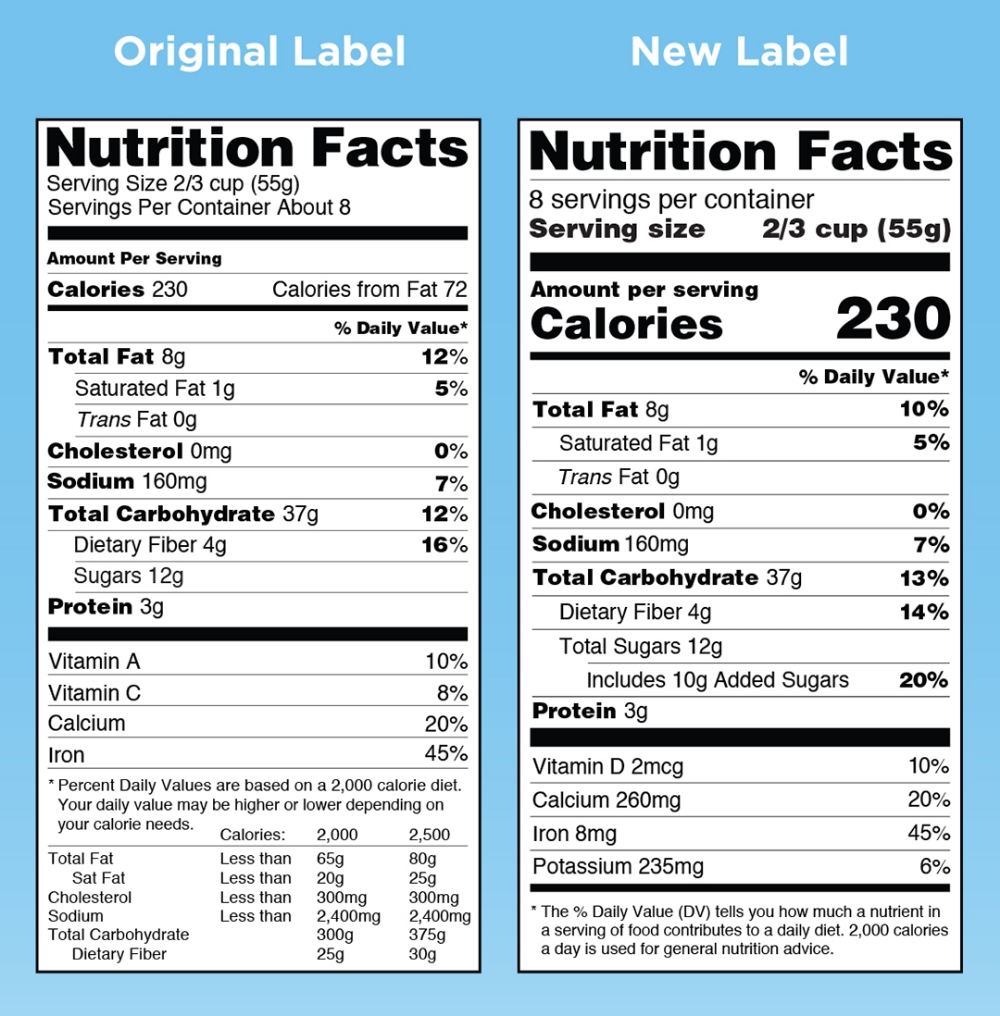 Original Label
Nutrition Facts
Serving Size 2/3 cup (55g)
Servings Per Container About 8
Amount Per Serving
Calories 230 Calories from Fat 72
% Daily Value*
Total Fat 8g 12%
Saturated Fat 1g 5%
Trans Fat 0g
Cholesterol 0mg 0%
Sodium 160mg 7%
Total Carbohydrate 37g 12%
Dietary Fiber 4g 16%
Sugars 12g
Protein 3g
Vitamin A 10%
Vitamin C 8%
Calcium 20%
Iron 45%
* Percent Daily Values are based on a 2,000 calorie diet.
Your daily value may be higher or lower depending on
your calorie needs.
Calories: 2,000 2,500
Total Fat Less than 65g 80g
Sat Fat Less than 20g 25g
Cholesterol Less than 300mg 300mg
Sodium Less than 2,400mg 2,400mg
Total Carbohydrate 300g 375g
Dietary Fiber 25g 30g
New Label
Nutrition Facts
8 servings per container
Serving size 2/3 cup (55g)
Amount per serving
Calories 230
% Daily Value*
Total Fat 8g 10%
Saturated Fat 1g 5%
Trans Fat 0g
Cholesterol 0mg 0%
Sodium 160mg 7%
Total Carbohydrate 37g 13%
Dietary Fiber 4g 14%
Total Sugars 12g
Includes 10g Added Sugars 20%
Protein 3g
Vitamin D 2mcg 10%
Calcium 260mg 20%
Iron 8mg 45%
Potassium 235mg 6%
* The % Daily Value (DV) tells you how much a nutrient in
a serving of food contributes to a daily diet. 2,000 calories
a day is used for general nutrition advice.